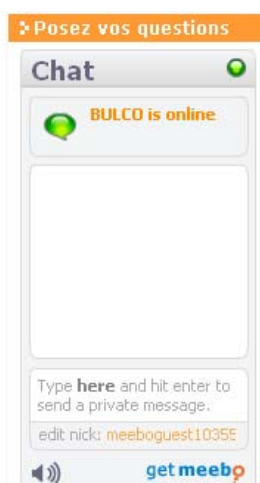 Posez vos questions
Chat
BULCO is online
Type here and hit enter to
send a private message.
edit nick: meeboguest10355
get meebo